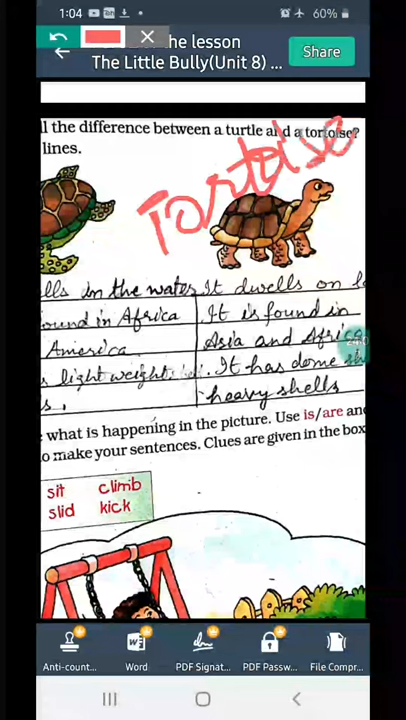 1:04
60%
he lesson
The Little Bully(Unit 8) ...
Share
ll the difference between a turtle and a tortoise?
lines.
Tortoise
lls in the water. It dwells on l
ound in Africa It is found in
America Asia and Africa
s light weight. It has dome sh
s. heavy shells
what is happening in the picture. Use is/are an
o make your sentences. Clues are given in the box
sit climb
slid kick
Anti-count... Word PDF Signat... PDF Passw... File Compr...